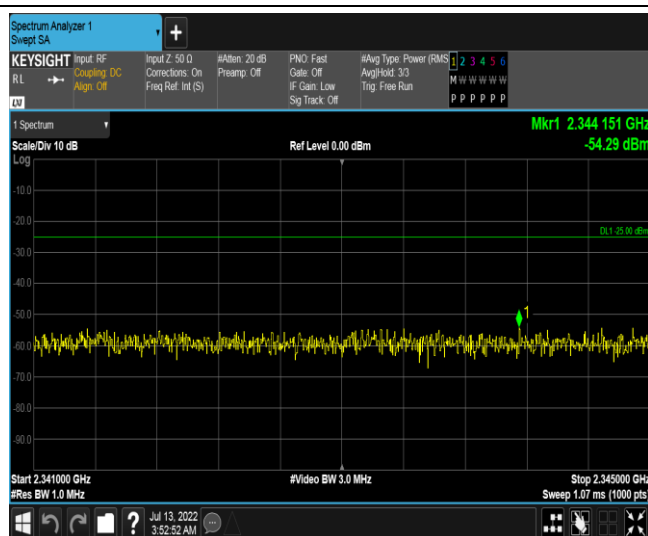 Spectrum Analyzer 1
Swept SA
+
KEYSIGHT Input: RF Input Z: 50 Ω #Atten: 20 dB PNO: Fast #Avg Type: Power (RMS 1 2 3 4 5 6
RL Coupling: DC Corrections: On Preamp: Off Gate: Off Avg|Hold: 3/3 M W W W W W
Align: Off Freq Ref: Int (S) IF Gain: Low Trig: Free Run
Sig Track: Off P P P P P P
LXI
1 Spectrum
Mkr1 2.344 151 GHz
Scale/Div 10 dB Ref Level 0.00 dBm -54.29 dBm
Log
-10.0
-20.0
DL1 -25.00 dBm
-30.0
-40.0
-50.0
1
-60.0
-70.0
-80.0
-90.0
Start 2.341000 GHz #Video BW 3.0 MHz Stop 2.345000 GHz
#Res BW 1.0 MHz Sweep 1.07 ms (1000 pts)
? Jul 13, 2022
3:52:52 AM